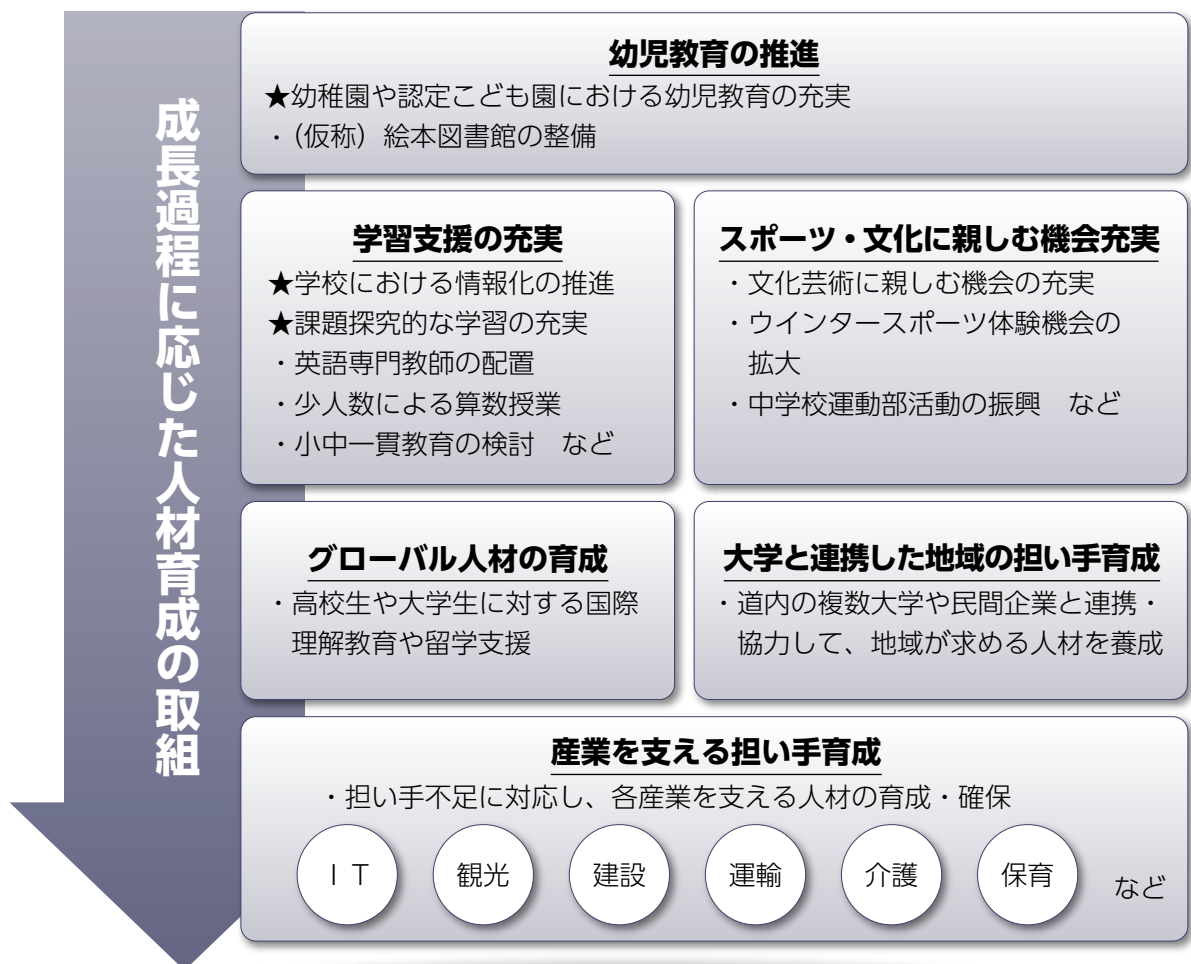 成長過程に応じた人材育成の取組
幼児教育の推進
★幼稚園や認定こども園における幼児教育の充実
・(仮称) 絵本図書館の整備
学習支援の充実
★学校における情報化の推進
★課題探究的な学習の充実
・英語専門教師の配置
・少人数による算数授業
・小中一貫教育の検討　など
スポーツ・文化に親しむ機会充実
・文化芸術に親しむ機会の充実
・ウインタースポーツ体験機会の
拡大
・中学校運動部活動の振興　など
グローバル人材の育成
・高校生や大学生に対する国際
理解教育や留学支援
大学と連携した地域の担い手育成
・道内の複数大学や民間企業と連携・
協力して、地域が求める人材を養成
産業を支える担い手育成
・担い手不足に対応し、各産業を支える人材の育成・確保
ＩＴ 観光 建設 運輸 介護 保育 など